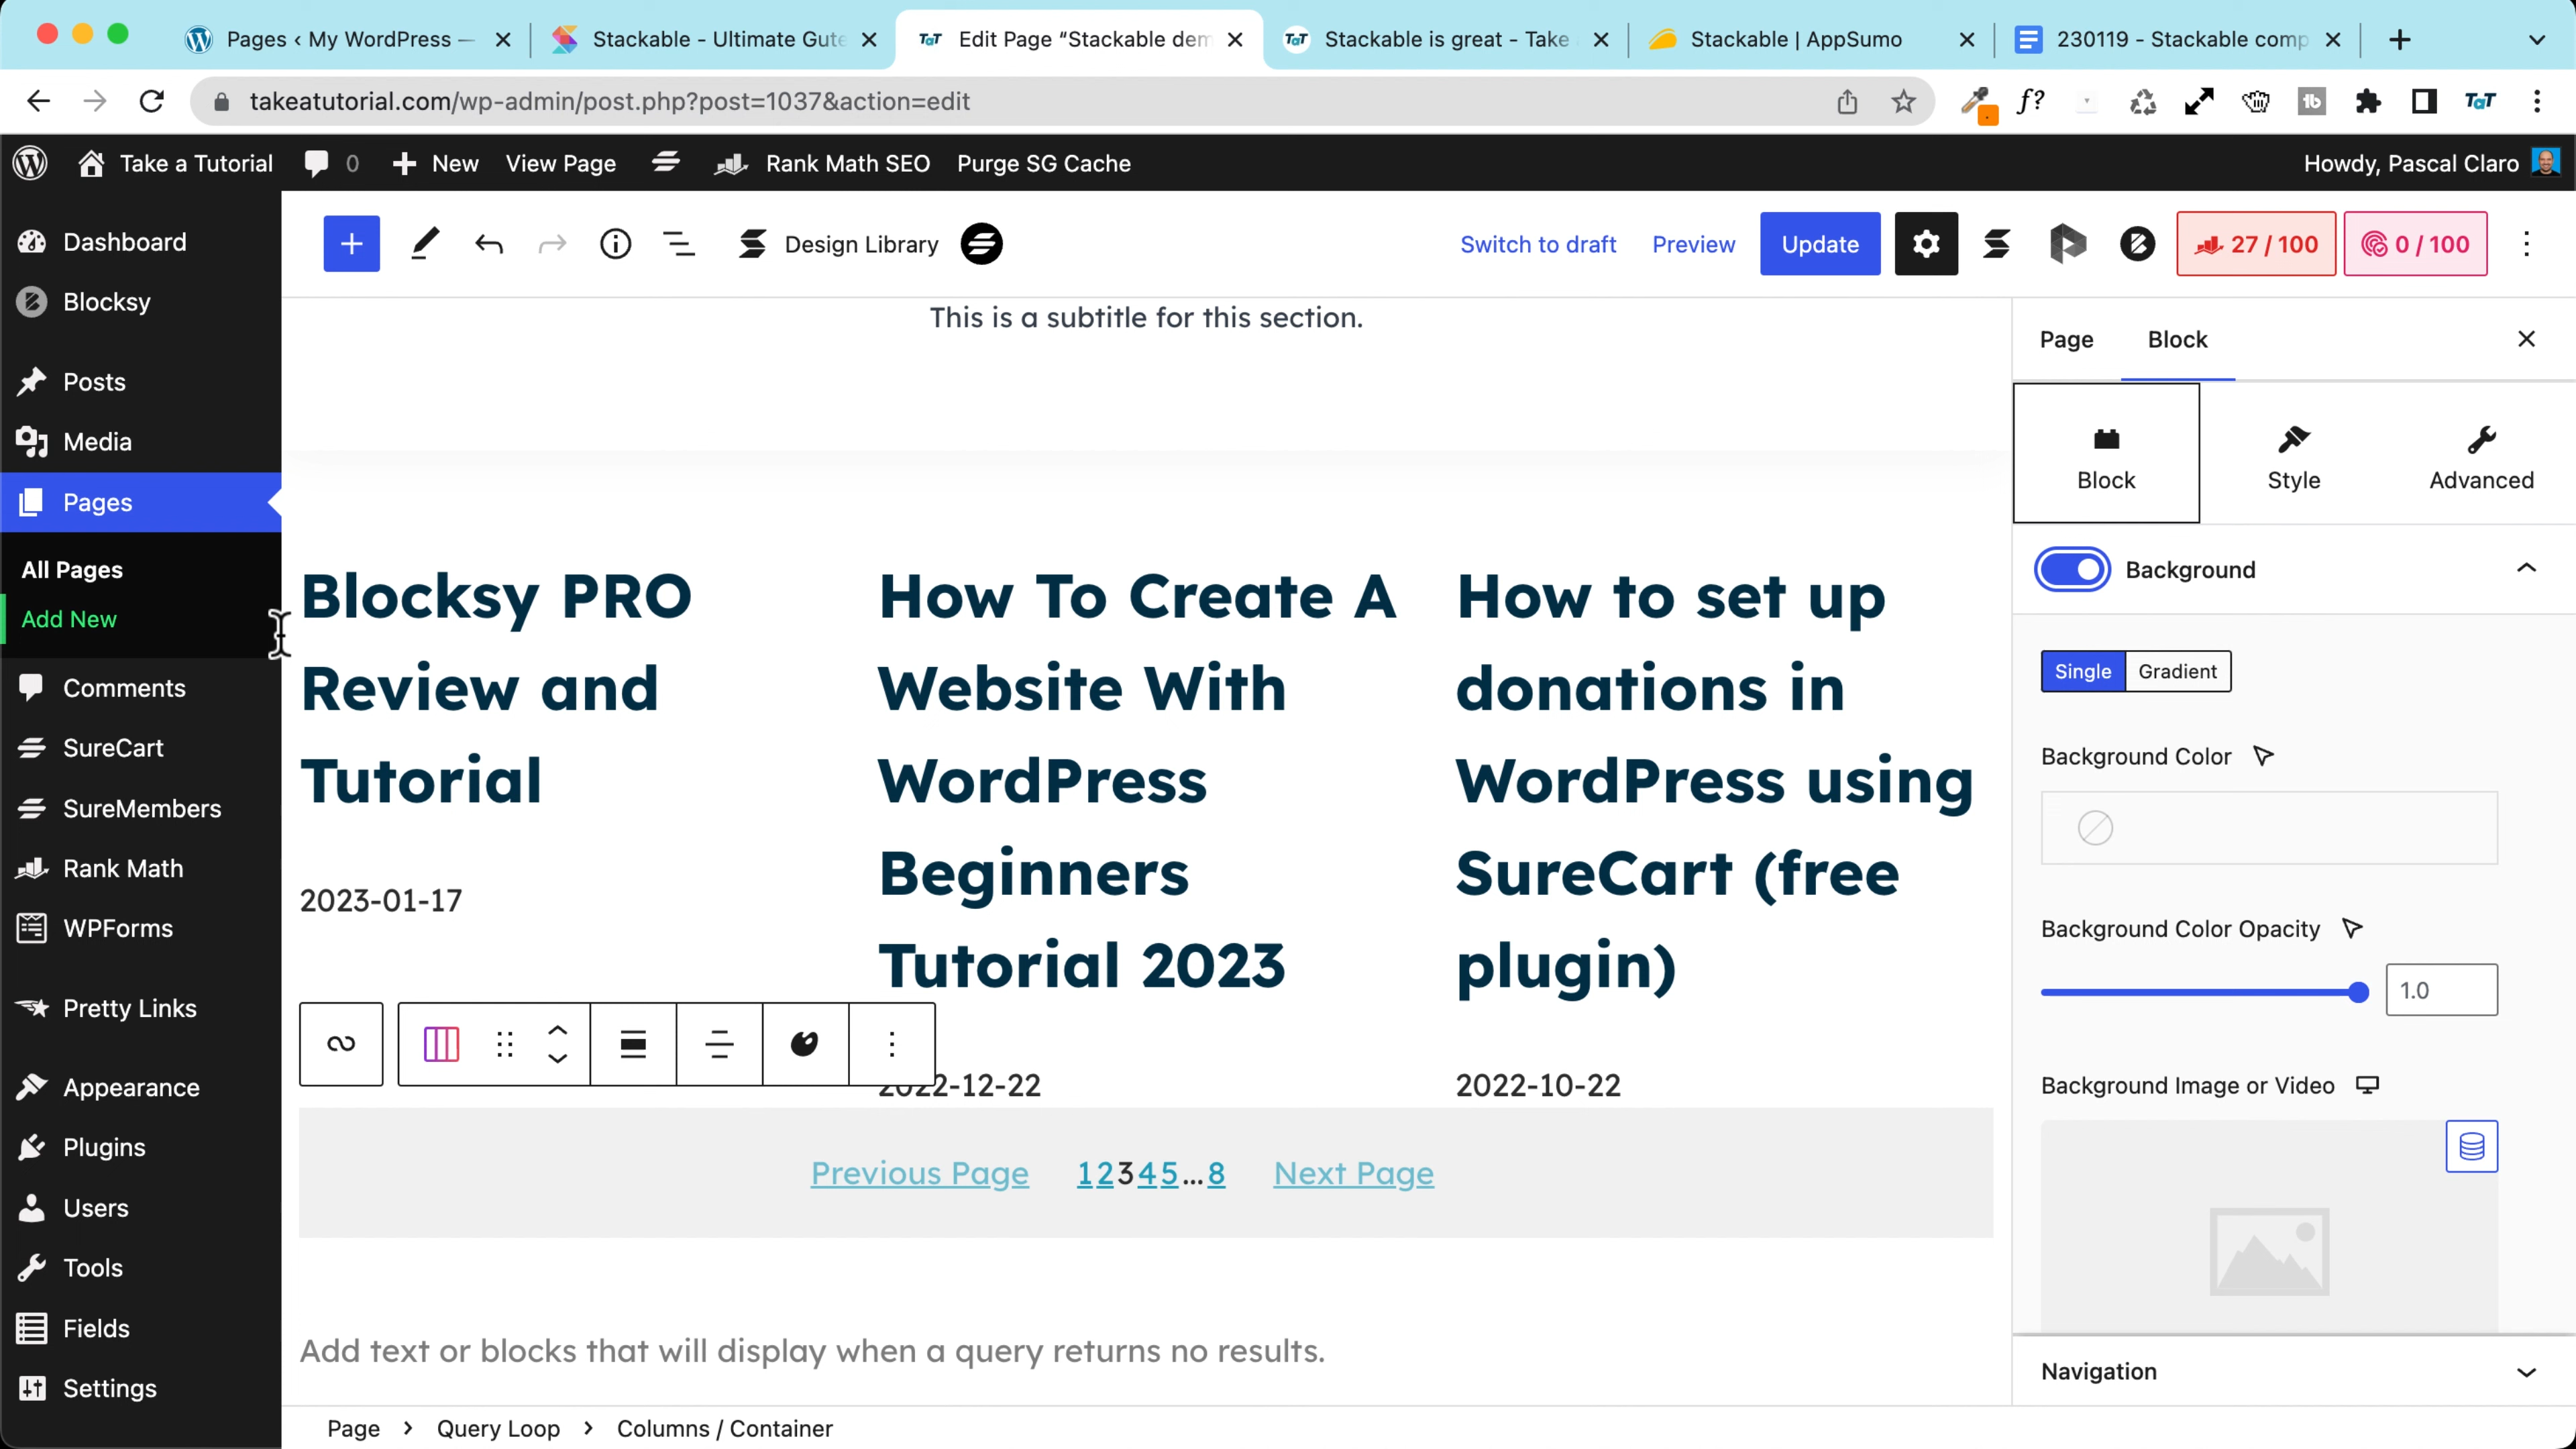 Pages ‹ My WordPress —
Stackable - Ultimate Gute
TaT
Edit Page “Stackable dem
TaT
Stackable is great - Take
Stackable | AppSumo
230119 - Stackable comp
takeatutorial.com/wp-admin/post.php?post=1037&action=edit
f?
tb
TaT
Take a Tutorial
0
New
View Page
Rank Math SEO
Purge SG Cache
Howdy, Pascal Claro
Dashboard
Blocksy
Posts
Media
Pages
All Pages
Add New
Comments
SureCart
SureMembers
Rank Math
WPForms
Pretty Links
Appearance
Plugins
Users
Tools
Fields
Settings
Design Library
Switch to draft
Preview
Update
27 / 100
0 / 100
This is a subtitle for this section.
Blocksy PRO
Review and
Tutorial
2023-01-17
How To Create A
Website With
WordPress
Beginners
Tutorial 2023
2022-12-22
How to set up
donations in
WordPress using
SureCart (free
plugin)
2022-10-22
Previous Page
12345...8
Next Page
Add text or blocks that will display when a query returns no results.
Page › Query Loop › Columns / Container
Page
Block
Block
Style
Advanced
Background
Single
Gradient
Background Color
Background Color Opacity
1.0
Background Image or Video
Navigation